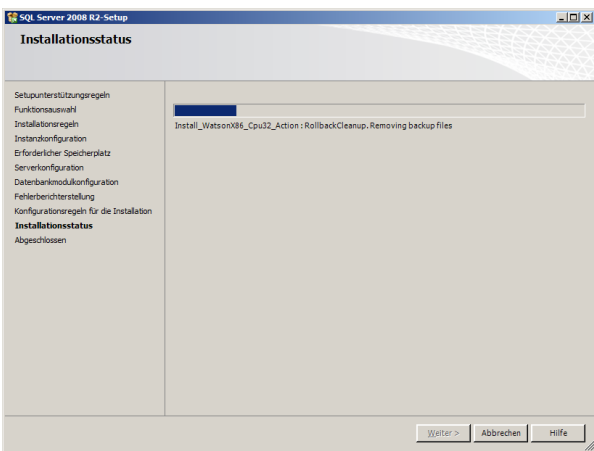 SQL Server 2008 R2-Setup
Installationsstatus
Setupunterstützungsregeln
Funktionsauswahl
Installationsregeln
Instanzkonfiguration
Erforderlicher Speicherplatz
Serverkonfiguration
Datenbankmodulkonfiguration
Fehlerberichterstellung
Konfigurationsregeln für die Installation
Installationsstatus
Abgeschlossen
Install_WatsonX86_Cpu32_Action : RollbackCleanup. Removing backup files
Weiter > Abbrechen Hilfe